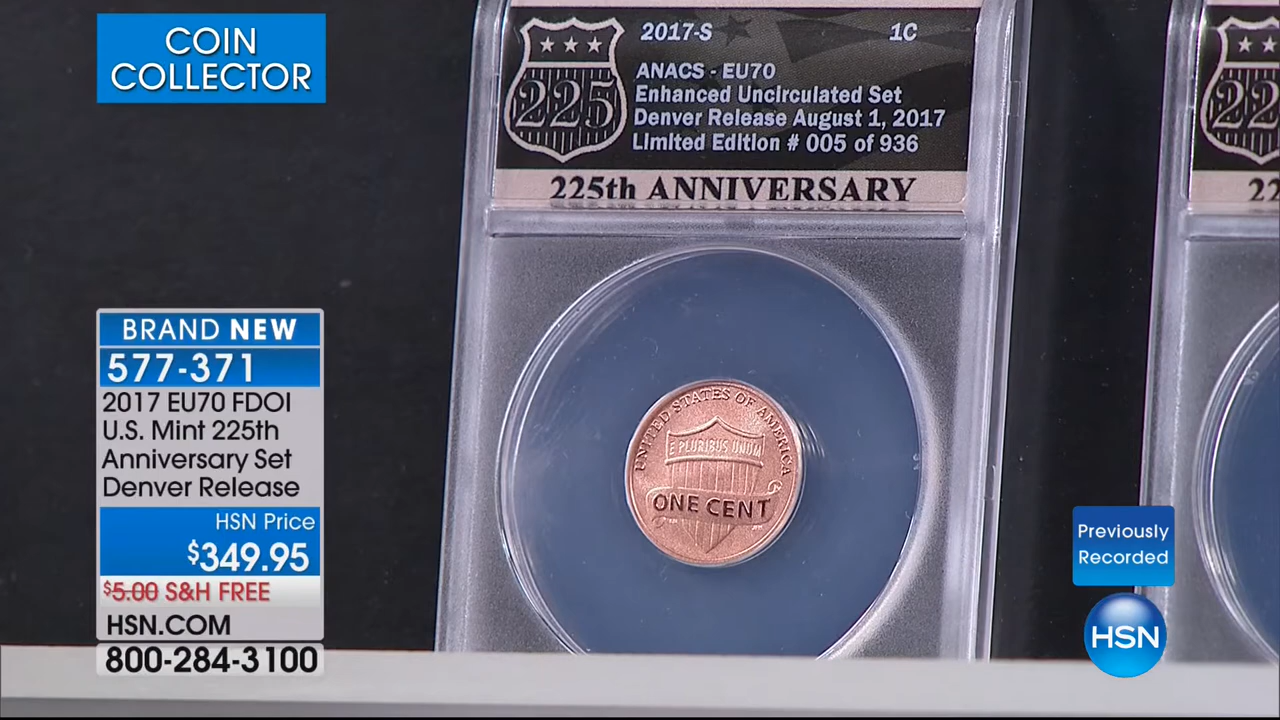 COIN
COLLECTOR
BRAND NEW
577-371
2017 EU70 FDOI
U.S. Mint 225th
Anniversary Set
Denver Release
HSN Price
$349.95
$5.00 S&H FREE
HSN.COM
800-284-3100
225
2017-S 1C
ANACS - EU70
Enhanced Uncirculated Set
Denver Release August 1, 2017
Limited Edition # 005 of 936
225th ANNIVERSARY
UNITED STATES OF AMERICA
E PLURIBUS UNUM
ONE CENT
22
22
Previously
Recorded
HSN